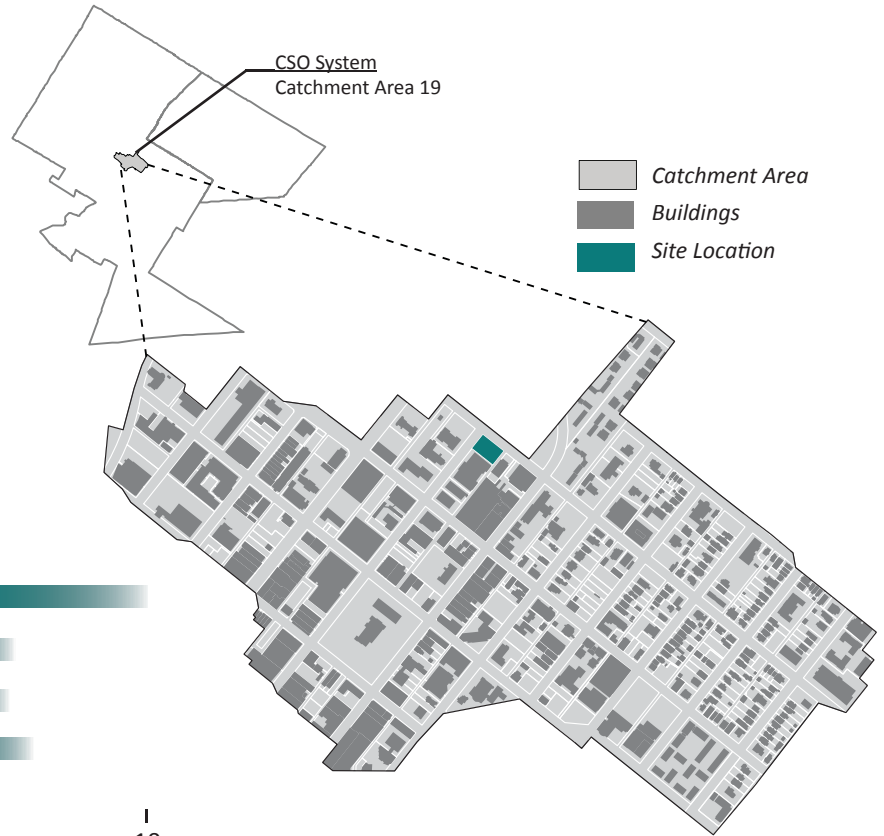 CSO System
Catchment Area 19
Catchment Area
Buildings
Site Location